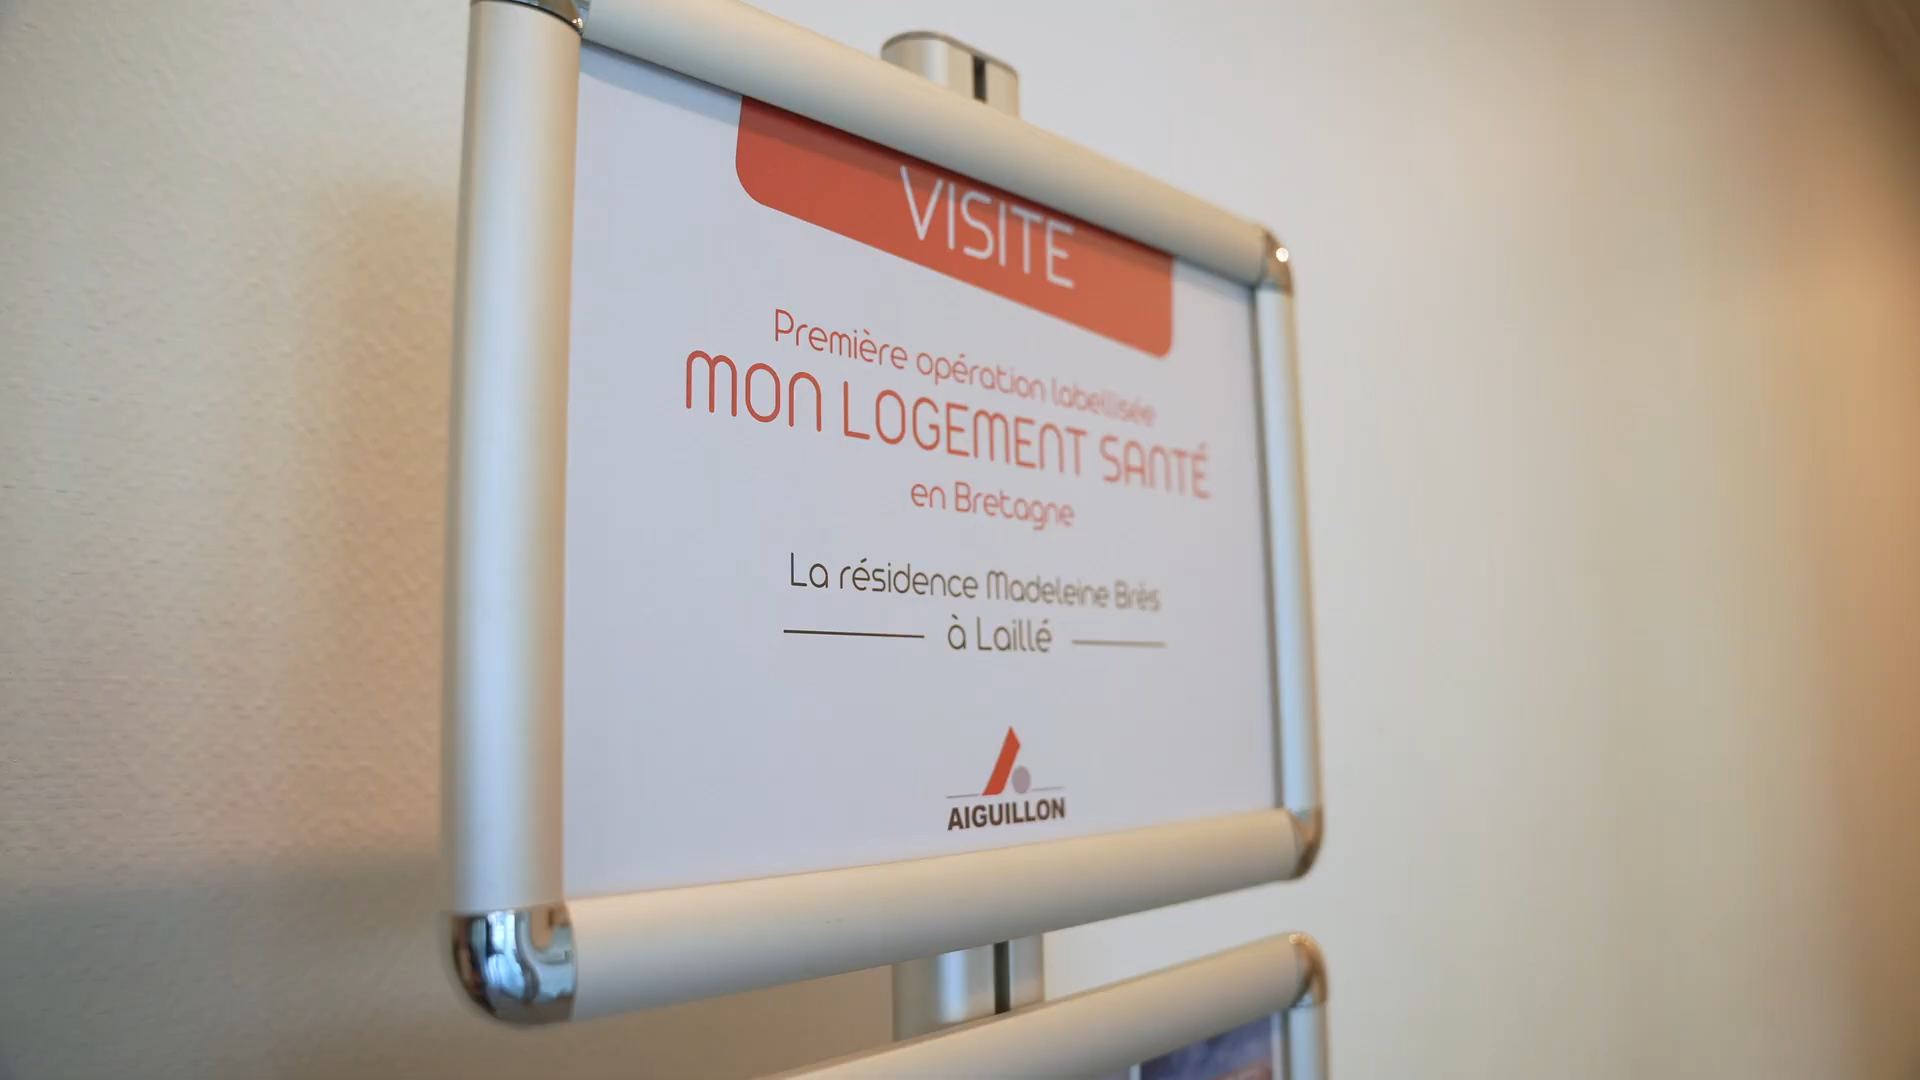 VISITE
Première opération labellisée
MON LOGEMENT SANTÉ
en Bretagne
La résidence Madeleine Brès
à Laillé
AIGUILLON